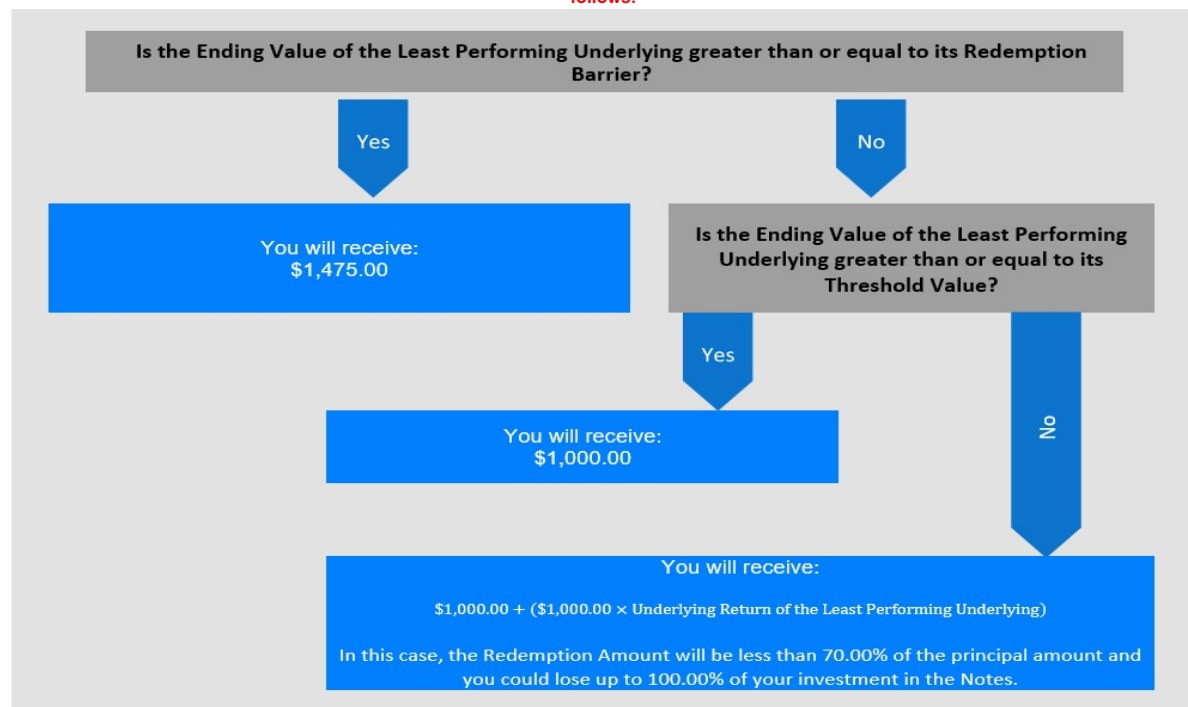 follows:
Is the Ending Value of the Least Performing Underlying greater than or equal to its Redemption
Barrier?
Yes
No
You will receive:
$1,475.00
Is the Ending Value of the Least Performing
Underlying greater than or equal to its
Threshold Value?
Yes
No
You will receive:
$1,000.00
You will receive:
$1,000.00 + ($1,000.00 × Underlying Return of the Least Performing Underlying)
In this case, the Redemption Amount will be less than 70.00% of the principal amount and
you could lose up to 100.00% of your investment in the Notes.